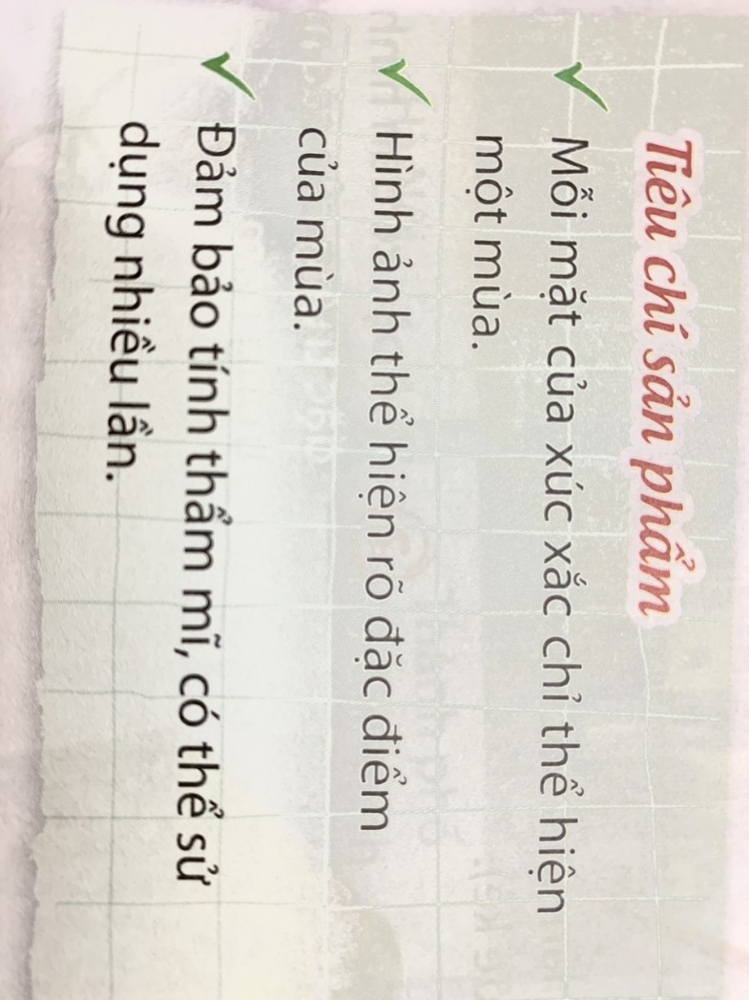 Tiêu chí sản phẩm
✓ Mỗi mặt của xúc xắc chỉ thể hiện
một mùa.
✓ Hình ảnh thể hiện rõ đặc điểm
của mùa.
✓ Đảm bảo tính thẩm mĩ, có thể sử
dụng nhiều lần.